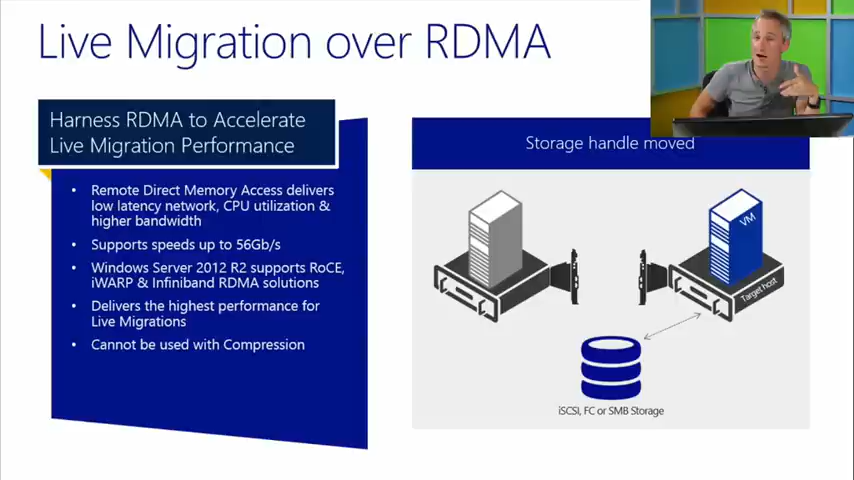 Live Migration over RDMA
Harness RDMA to Accelerate
Live Migration Performance
• Remote Direct Memory Access delivers
low latency network, CPU utilization &
higher bandwidth
• Supports speeds up to 56Gb/s
• Windows Server 2012 R2 supports RoCE,
iWARP & Infiniband RDMA solutions
• Delivers the highest performance for
Live Migrations
• Cannot be used with Compression
Storage handle moved
VM
Target host
iSCSI, FC or SMB Storage